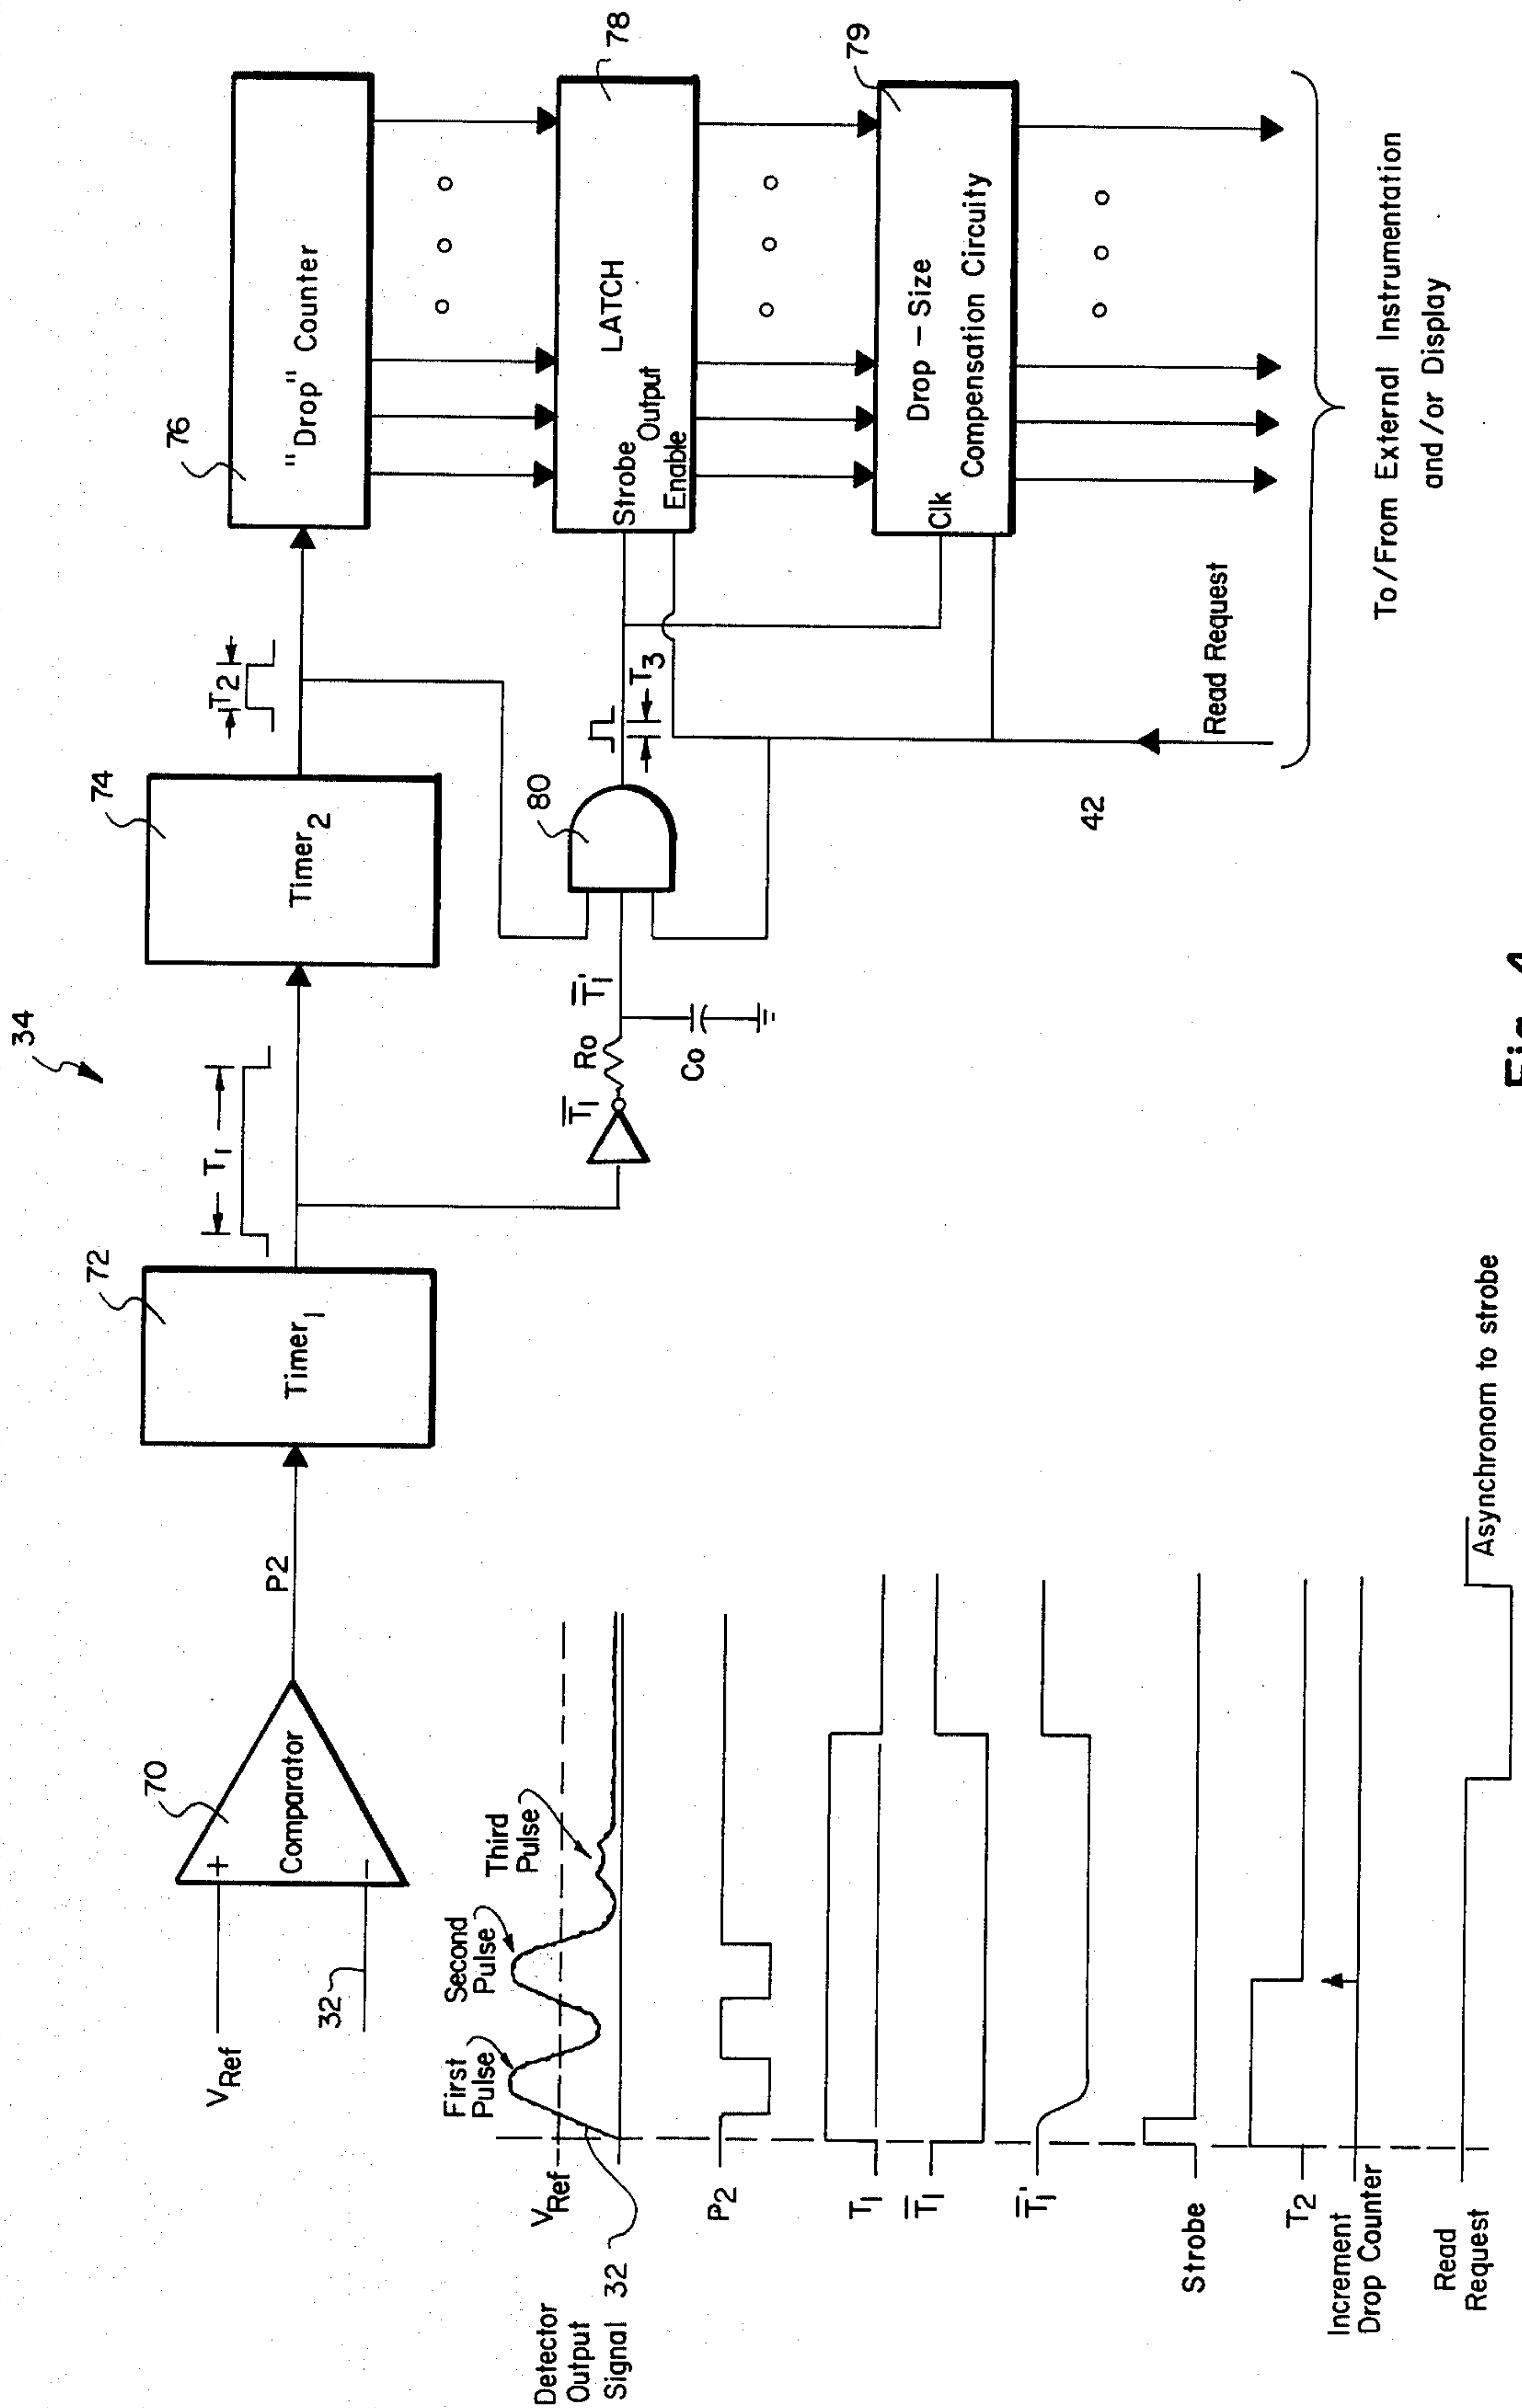 34
70
72
74
76
VRef
+
Comparator
-
32
P2
Timer1
T1
Timer2
T2
"Drop" Counter
T̅1
Ro
T̅1'
Co
80
T3
78
LATCH
Strobe
Output
Enable
79
Drop - Size
Compensation Circuity
Clk
42
Read Request
To/From External Instrumentation
and/or Display
Detector
Output
Signal 32
VRef
First
Pulse
Second
Pulse
Third
Pulse
P2
T1
T̅1
T̅1'
Strobe
T2
Increment
Drop Counter
Read
Request
Asynchronom to strobe